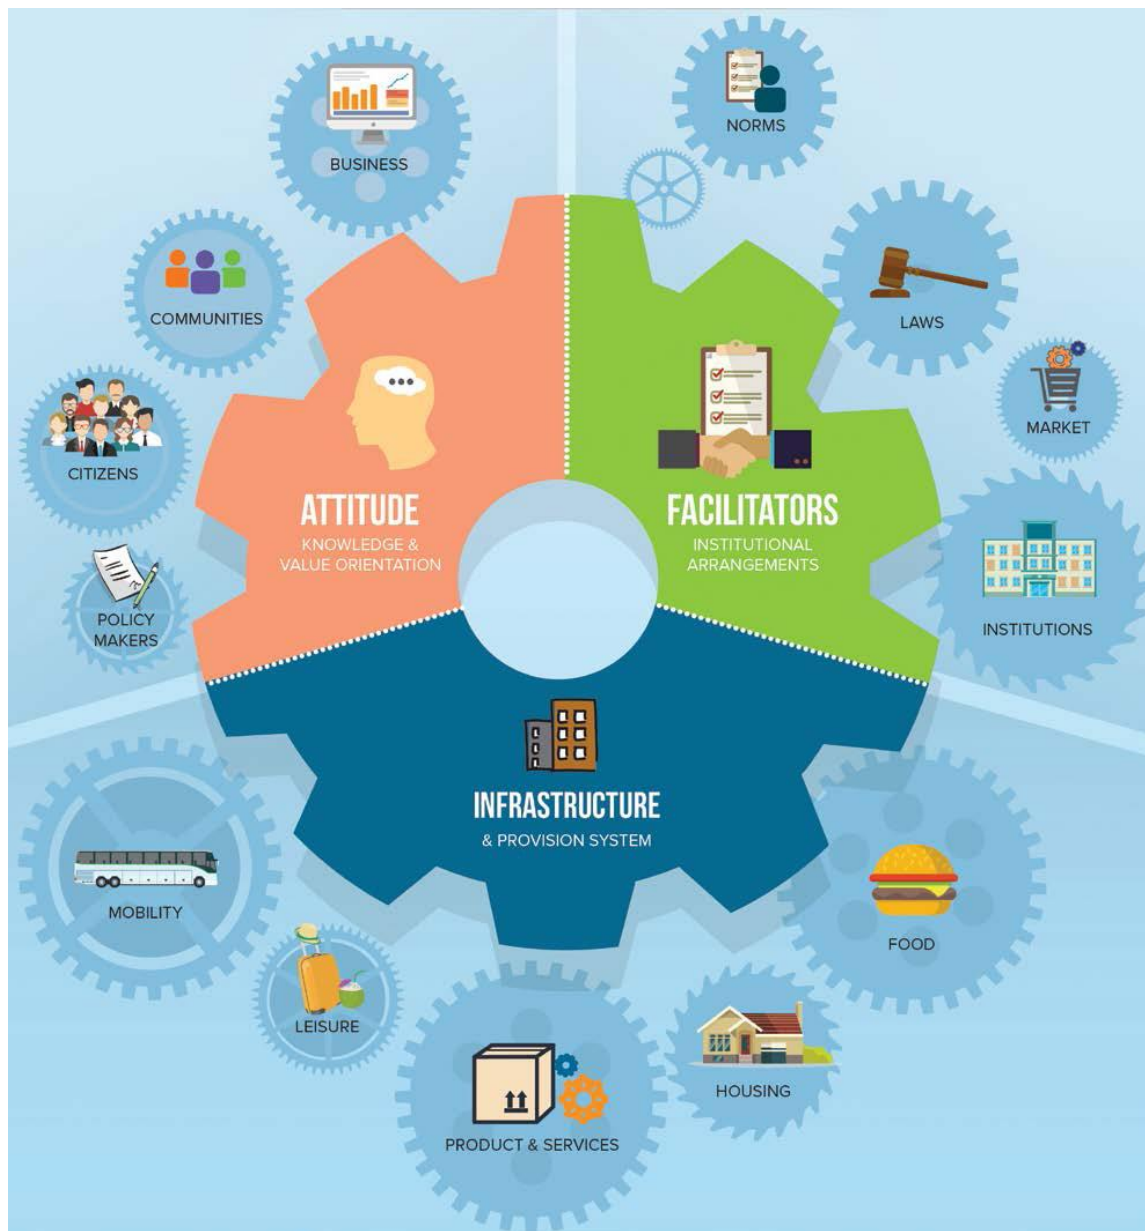 BUSINESS
COMMUNITIES
CITIZENS
POLICY
MAKERS
ATTITUDE
KNOWLEDGE &
VALUE ORIENTATION
NORMS
LAWS
MARKET
INSTITUTIONS
FACILITATORS
INSTITUTIONAL
ARRANGEMENTS
INFRASTRUCTURE
& PROVISION SYSTEM
MOBILITY
LEISURE
PRODUCT & SERVICES
HOUSING
FOOD